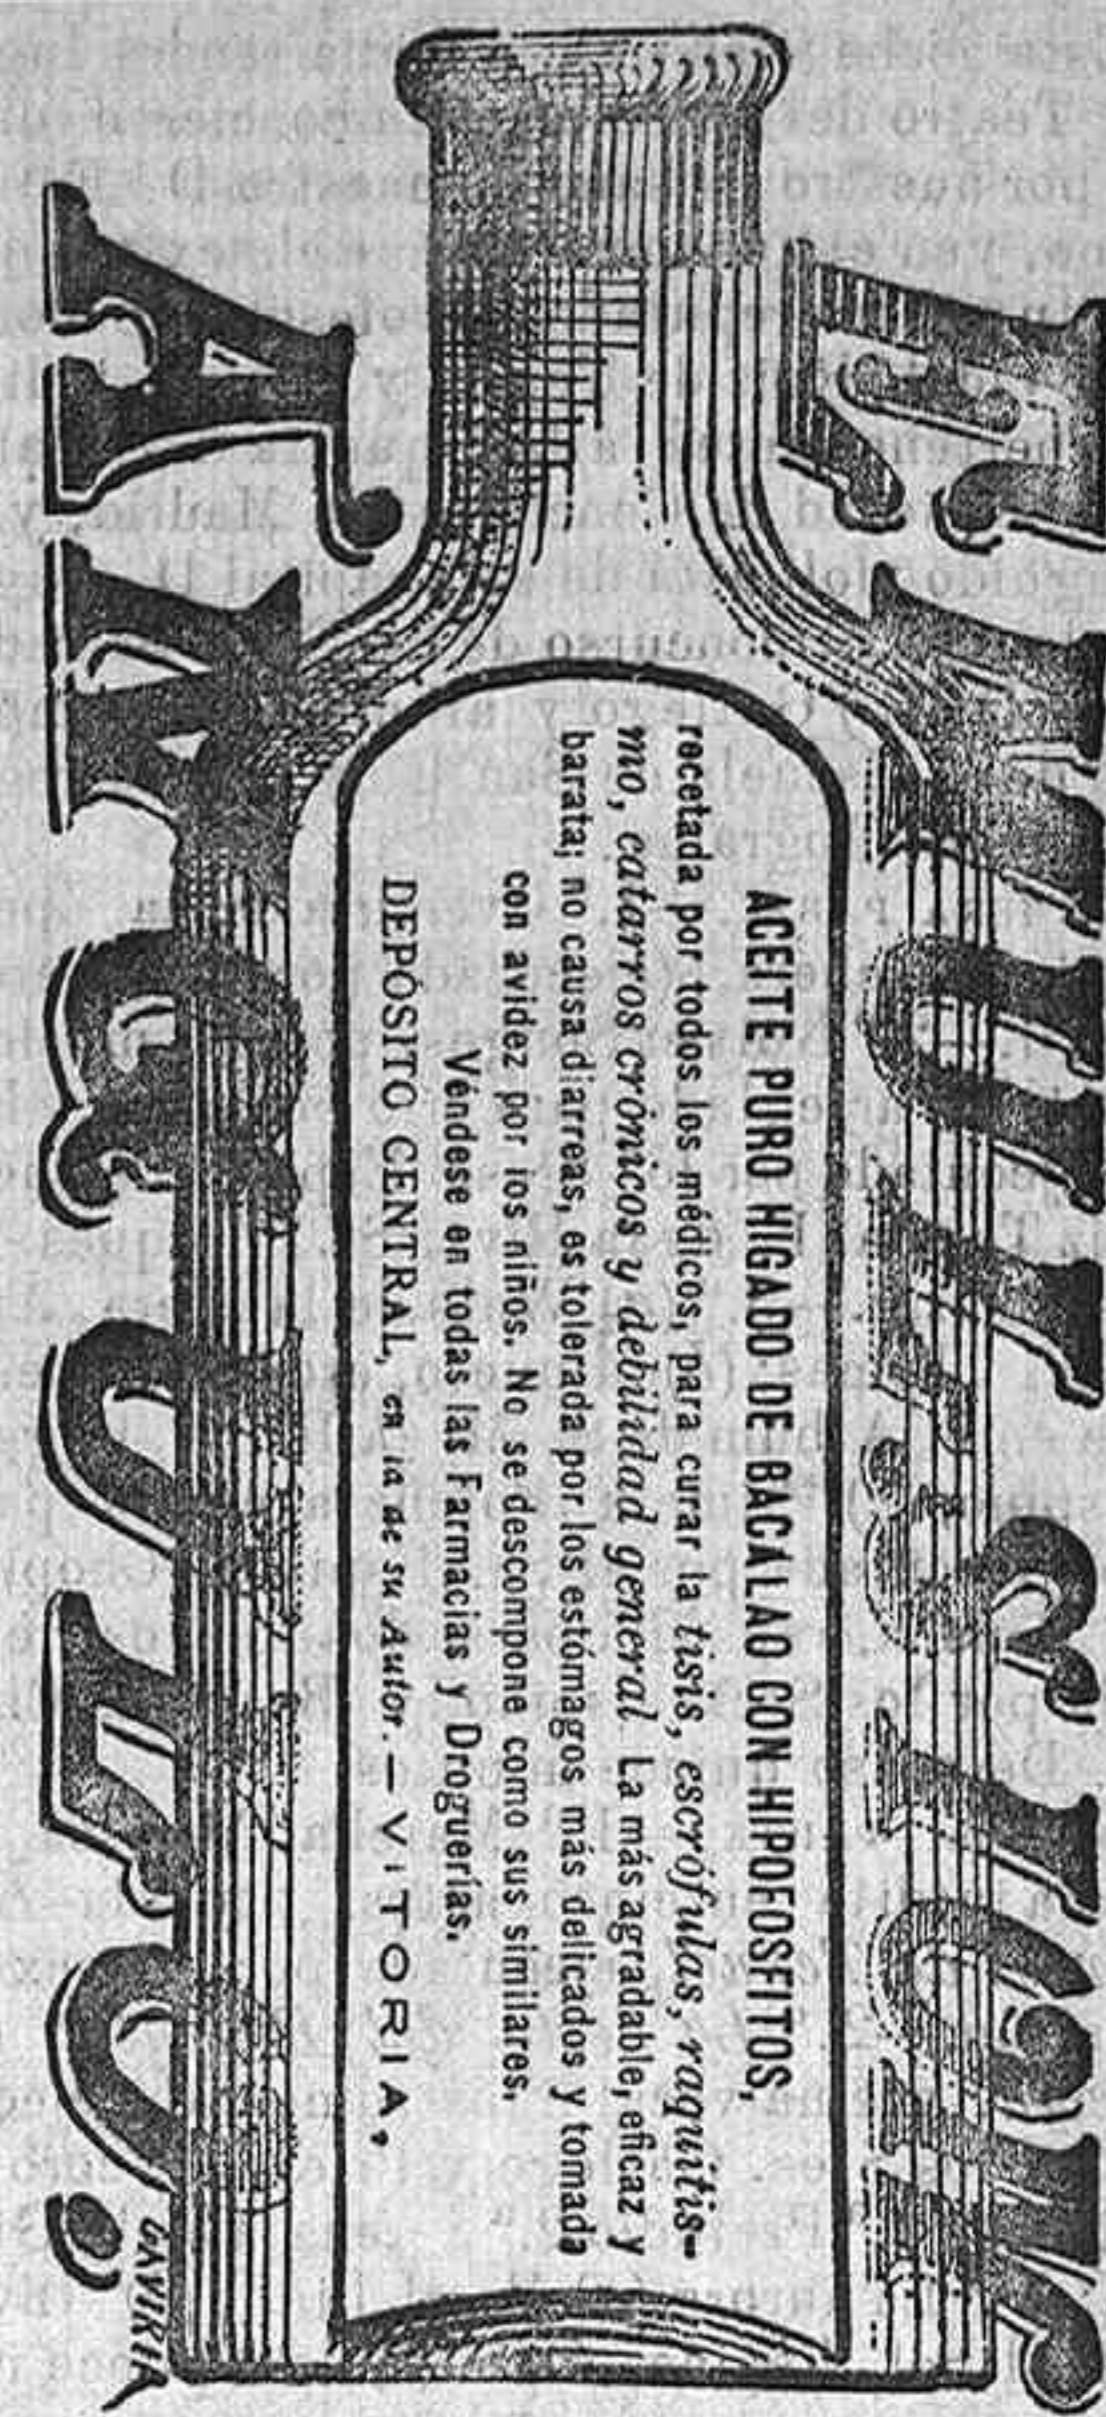 EMULSIÓN
ACEITE PURO HÍGADO DE BACALAO CON HIPOFOSFITOS,
recetada por todos los médicos, para curar la tisis, escrófulas, raquitis-
mo, catarros crónicos y debilidad general La más agradable, eficaz y
barata; no causa diarreas, es tolerada por los estómagos más delicados y tomada
con avidez por los niños. No se descompone como sus similares.
Véndese en todas las Farmacias y Droguerías.
DEPÓSITO CENTRAL, en la de su Autor.—VITORIA.
GAVIRIA